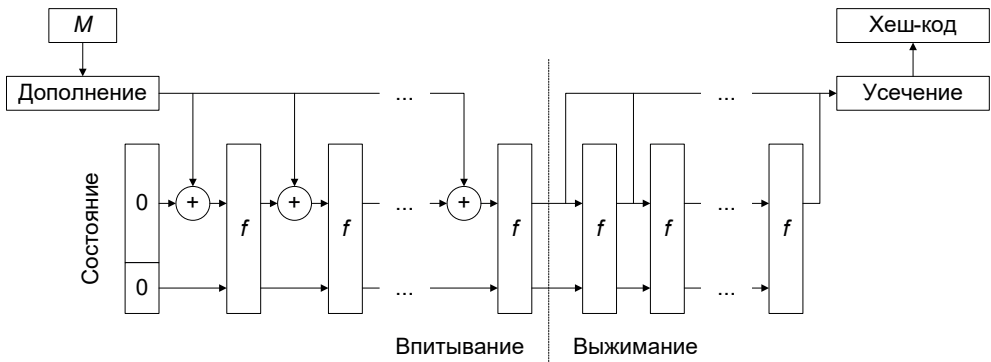 M
Хеш-код
Дополнение
...
...
Усечение
Состояние
0
+
f
+
f
...
+
f
f
f
...
f
0
...
...
Впитывание
Выжимание